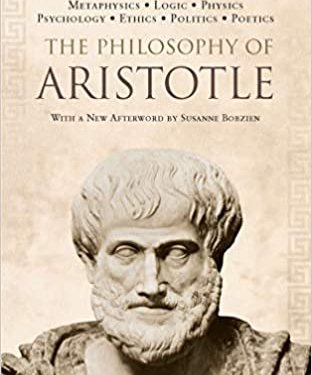 METAPHYSICS • LOGIC • PHYSICS
PSYCHOLOGY • ETHICS • POLITICS • POETICS
THE PHILOSOPHY OF
ARISTOTLE
WITH A NEW AFTERWORD BY SUSANNE BOBZIEN